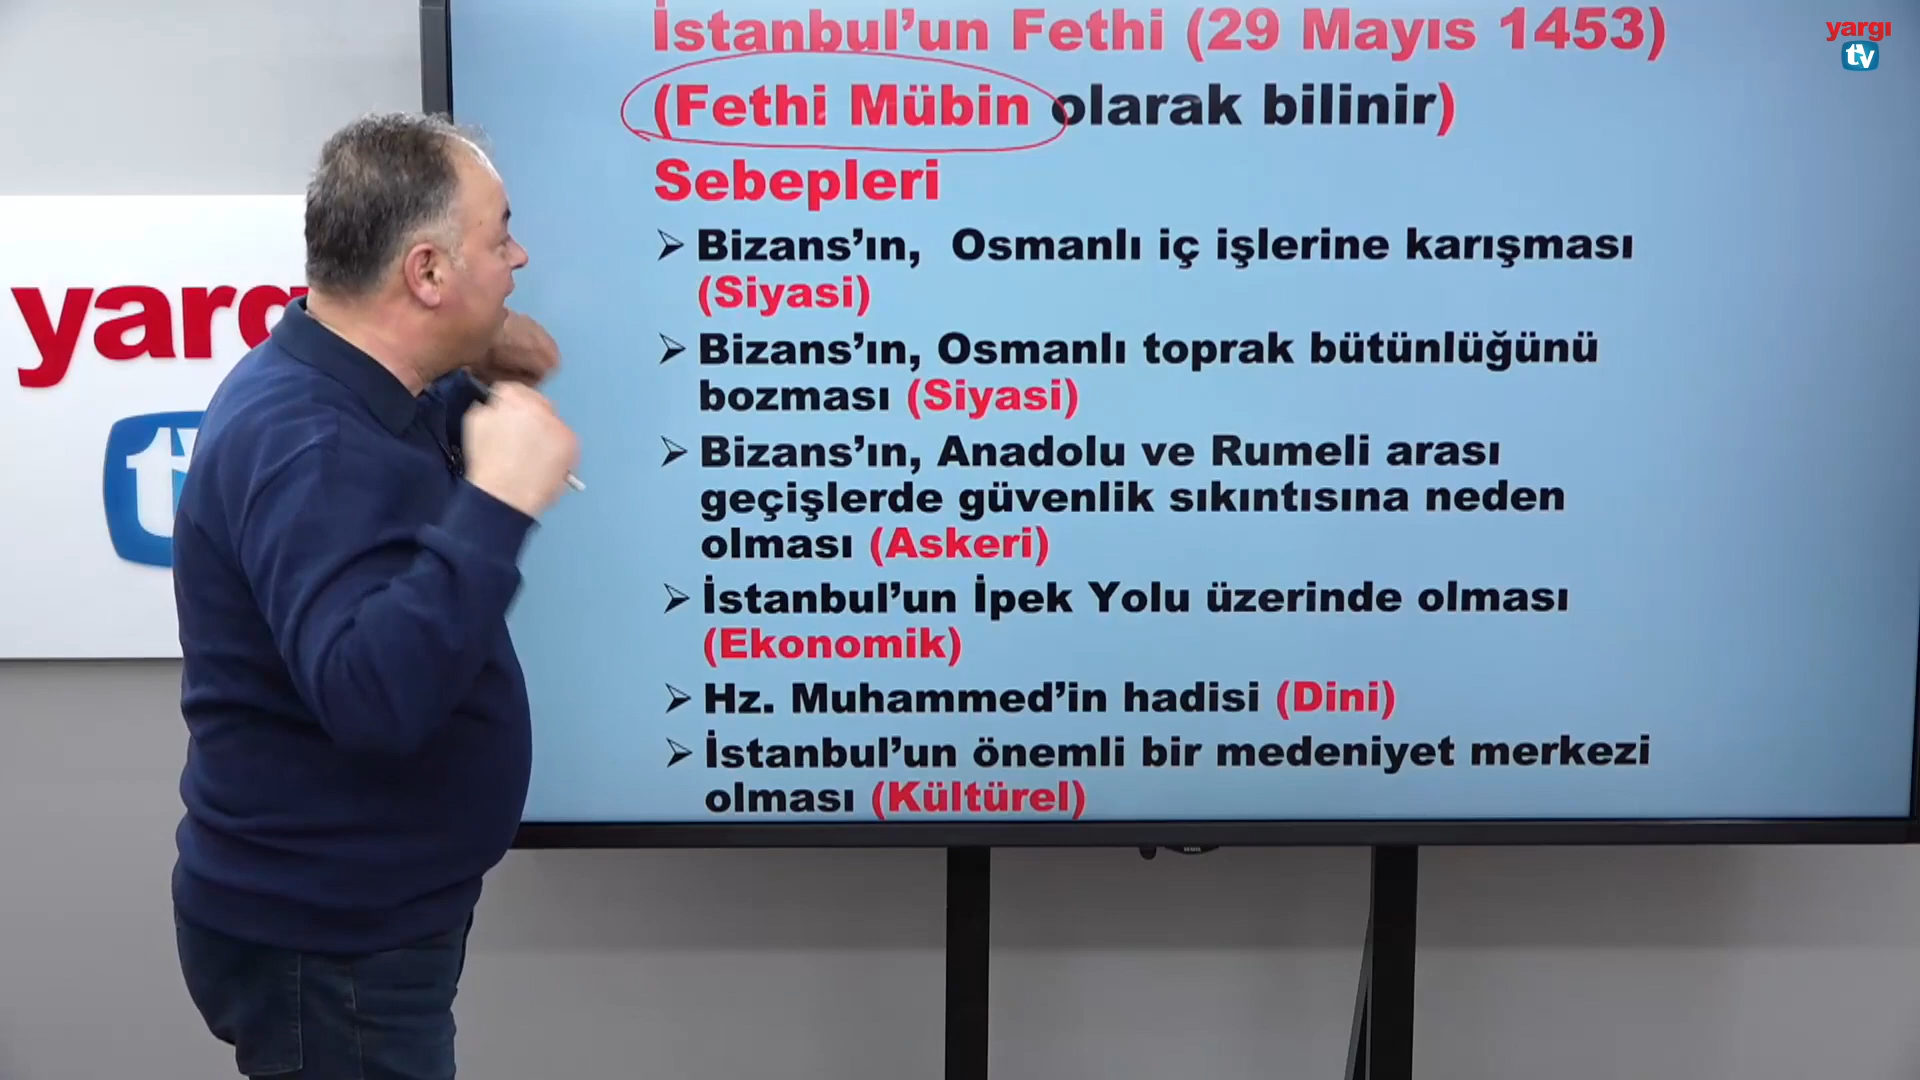 İstanbul'un Fethi (29 Mayıs 1453)
(Fethi Mübin olarak bilinir)
Sebepleri
➢ Bizans'ın, Osmanlı iç işlerine karışması
(Siyasi)
➢ Bizans'ın, Osmanlı toprak bütünlüğünü
bozması (Siyasi)
➢ Bizans'ın, Anadolu ve Rumeli arası
geçişlerde güvenlik sıkıntısına neden
olması (Askeri)
➢ İstanbul'un İpek Yolu üzerinde olması
(Ekonomik)
➢ Hz. Muhammed'in hadisi (Dini)
➢ İstanbul'un önemli bir medeniyet merkezi
olması (Kültürel)
yargı
tv
yarg
t